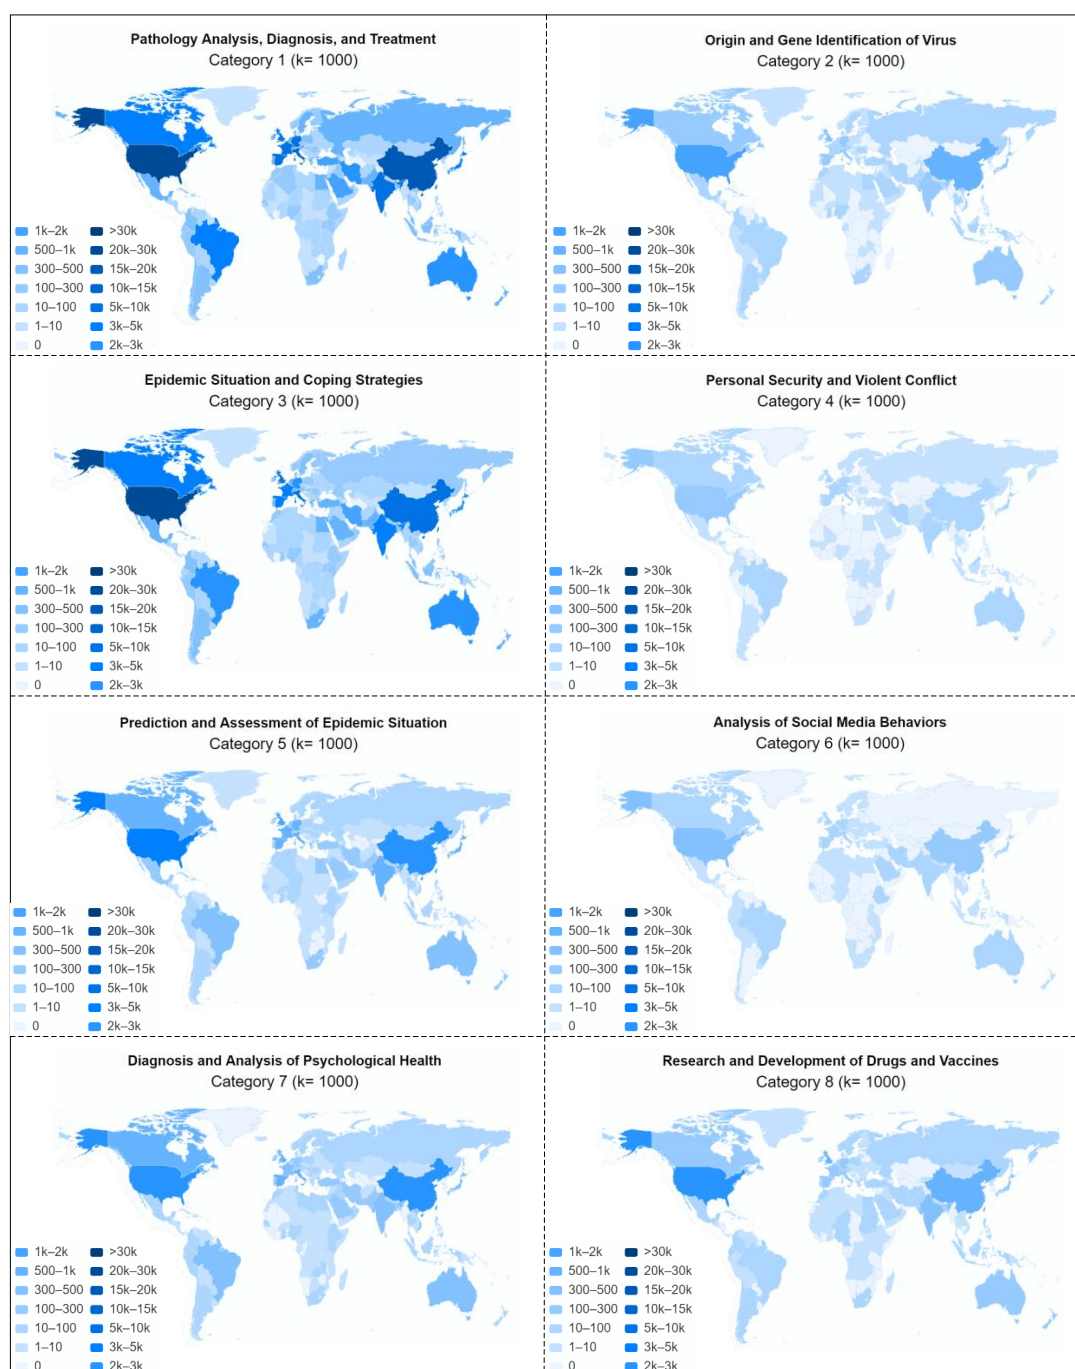 Pathology Analysis, Diagnosis, and Treatment
Category 1 (k= 1000)
1k–2k >30k
500–1k 20k–30k
300–500 15k–20k
100–300 10k–15k
10–100 5k–10k
1–10 3k–5k
0 2k–3k
Origin and Gene Identification of Virus
Category 2 (k= 1000)
1k–2k >30k
500–1k 20k–30k
300–500 15k–20k
100–300 10k–15k
10–100 5k–10k
1–10 3k–5k
0 2k–3k
Epidemic Situation and Coping Strategies
Category 3 (k= 1000)
1k–2k >30k
500–1k 20k–30k
300–500 15k–20k
100–300 10k–15k
10–100 5k–10k
1–10 3k–5k
0 2k–3k
Personal Security and Violent Conflict
Category 4 (k= 1000)
1k–2k >30k
500–1k 20k–30k
300–500 15k–20k
100–300 10k–15k
10–100 5k–10k
1–10 3k–5k
0 2k–3k
Prediction and Assessment of Epidemic Situation
Category 5 (k= 1000)
1k–2k >30k
500–1k 20k–30k
300–500 15k–20k
100–300 10k–15k
10–100 5k–10k
1–10 3k–5k
0 2k–3k
Analysis of Social Media Behaviors
Category 6 (k= 1000)
1k–2k >30k
500–1k 20k–30k
300–500 15k–20k
100–300 10k–15k
10–100 5k–10k
1–10 3k–5k
0 2k–3k
Diagnosis and Analysis of Psychological Health
Category 7 (k= 1000)
1k–2k >30k
500–1k 20k–30k
300–500 15k–20k
100–300 10k–15k
10–100 5k–10k
1–10 3k–5k
0 2k–3k
Research and Development of Drugs and Vaccines
Category 8 (k= 1000)
1k–2k >30k
500–1k 20k–30k
300–500 15k–20k
100–300 10k–15k
10–100 5k–10k
1–10 3k–5k
0 2k–3k